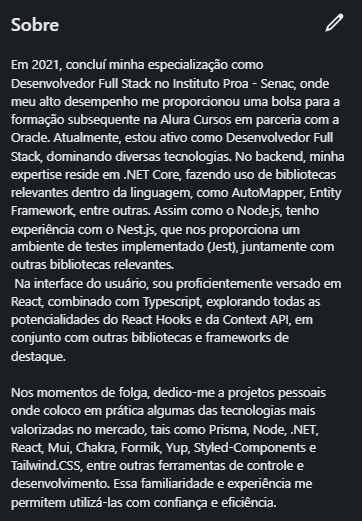 Sobre
Em 2021, concluí minha especialização como
Desenvolvedor Full Stack no Instituto Proa - Senac, onde
meu alto desempenho me proporcionou uma bolsa para a
formação subsequente na Alura Cursos em parceria com a
Oracle. Atualmente, estou ativo como Desenvolvedor Full
Stack, dominando diversas tecnologias. No backend, minha
expertise reside em .NET Core, fazendo uso de bibliotecas
relevantes dentro da linguagem, como AutoMapper, Entity
Framework, entre outras. Assim como o Node.js, tenho
experiência com o Nest.js, que nos proporciona um
ambiente de testes implementado (Jest), juntamente com
outras bibliotecas relevantes.
Na interface do usuário, sou proficientemente versado em
React, combinado com Typescript, explorando todas as
potencialidades do React Hooks e da Context API, em
conjunto com outras bibliotecas e frameworks de
destaque.
Nos momentos de folga, dedico-me a projetos pessoais
onde coloco em prática algumas das tecnologias mais
valorizadas no mercado, tais como Prisma, Node, .NET,
React, Mui, Chakra, Formik, Yup, Styled-Components e
Tailwind.CSS, entre outras ferramentas de controle e
desenvolvimento. Essa familiaridade e experiência me
permitem utilizá-las com confiança e eficiência.